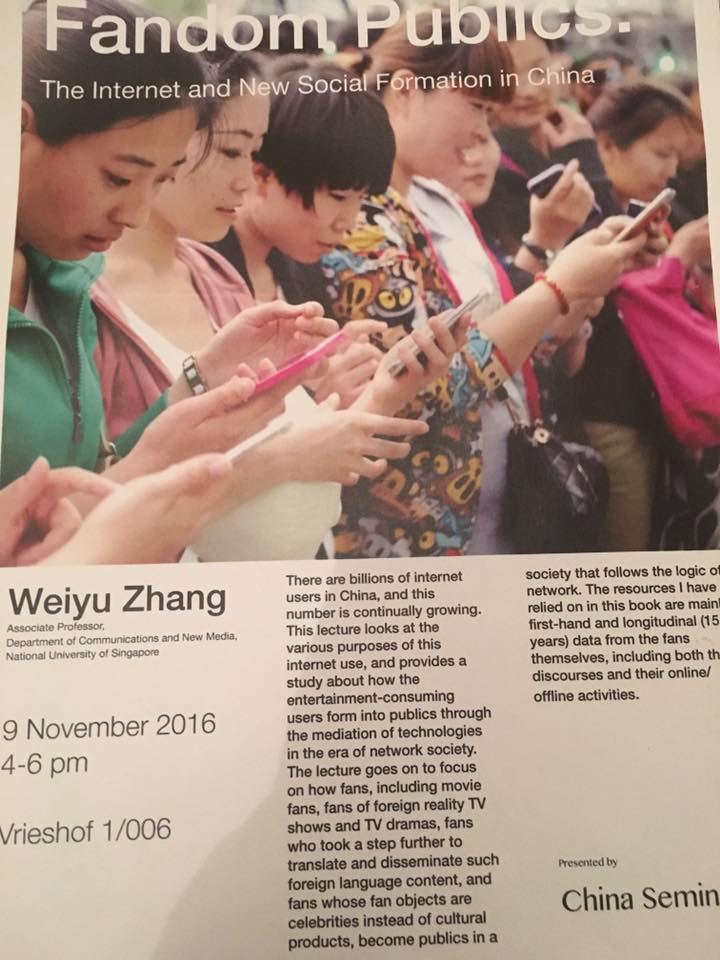 Fandom Publics:
The Internet and New Social Formation in China
Weiyu Zhang
Associate Professor,
Department of Communications and New Media,
National University of Singapore
9 November 2016
4-6 pm
Vrieshof 1/006
There are billions of internet
users in China, and this
number is continually growing.
This lecture looks at the
various purposes of this
internet use, and provides a
study about how the
entertainment-consuming
users form into publics through
the mediation of technologies
in the era of network society.
The lecture goes on to focus
on how fans, including movie
fans, fans of foreign reality TV
shows and TV dramas, fans
who took a step further to
translate and disseminate such
foreign language content, and
fans whose fan objects are
celebrities instead of cultural
products, become publics in a
society that follows the logic of
network. The resources I have
relied on in this book are mainl
first-hand and longitudinal (15
years) data from the fans
themselves, including both th
discourses and their online/
offline activities.
Presented by
China Semin